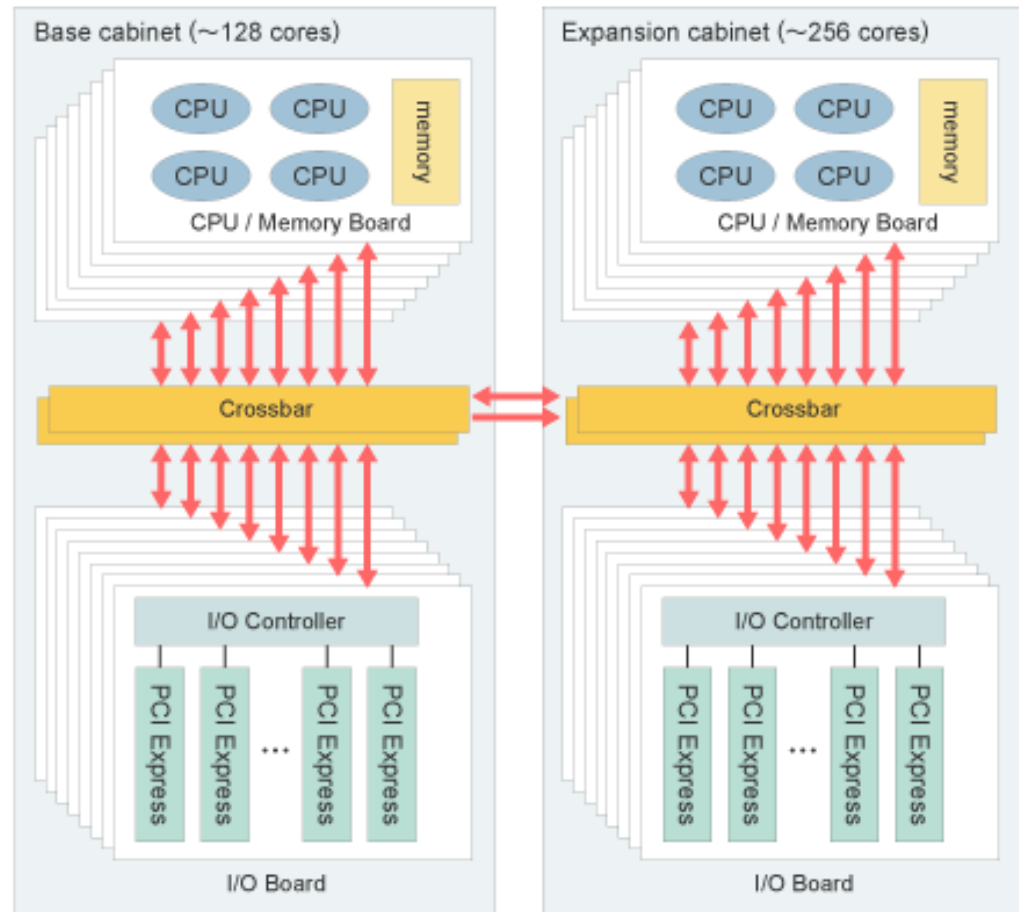 Base cabinet (～128 cores)
CPU CPU
memory
CPU CPU
CPU / Memory Board
Crossbar
I/O Controller
PCI Express
PCI Express
...
PCI Express
PCI Express
I/O Board
Expansion cabinet (～256 cores)
CPU CPU
memory
CPU CPU
CPU / Memory Board
Crossbar
I/O Controller
PCI Express
PCI Express
...
PCI Express
PCI Express
I/O Board